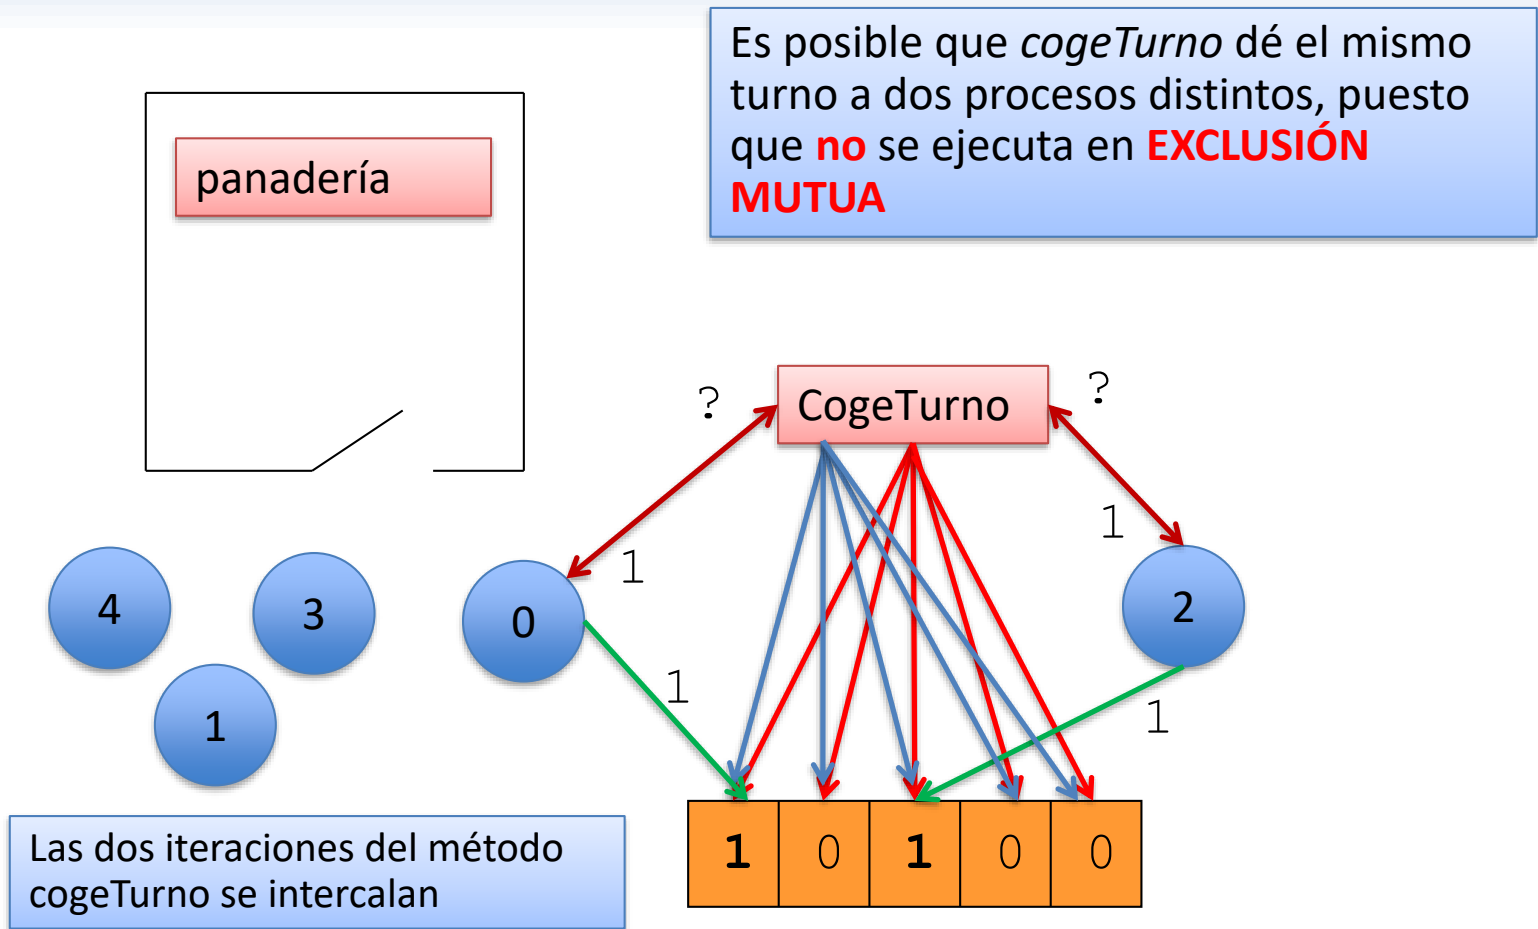 Es posible que cogeTurno dé el mismo
turno a dos procesos distintos, puesto
que no se ejecuta en EXCLUSIÓN
MUTUA
panadería
? CogeTurno ?
1 1
4 3 0 2
1 1
1
Las dos iteraciones del método
cogeTurno se intercalan
1 0 1 0 0